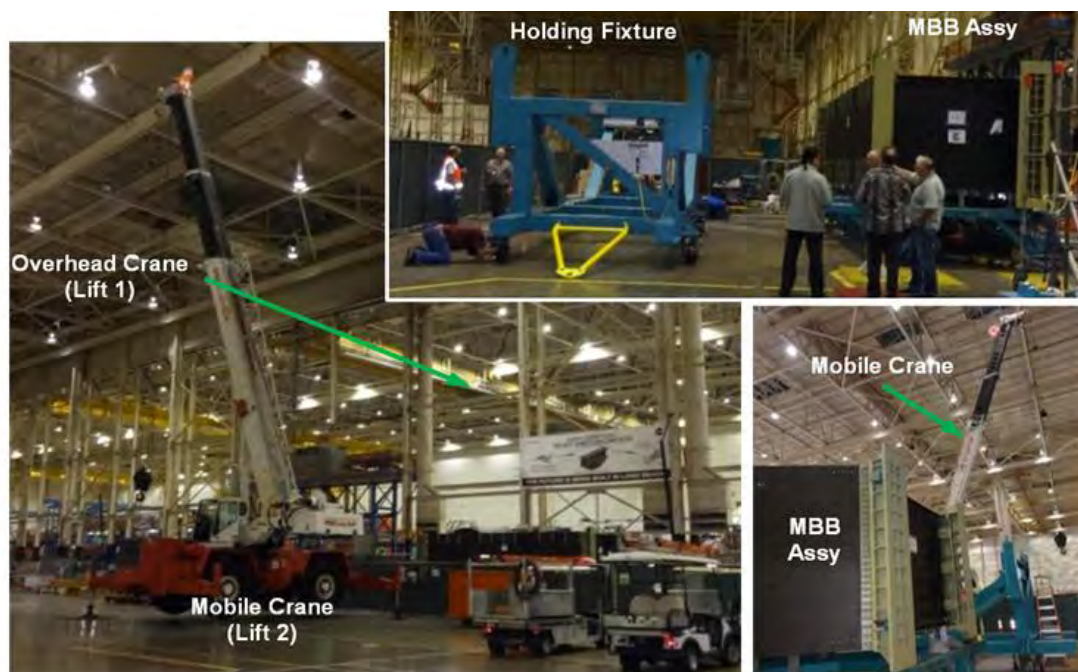 Holding Fixture
MBB Assy
Overhead Crane
(Lift 1)
Mobile Crane
(Lift 2)
Mobile Crane
MBB
Assy
A